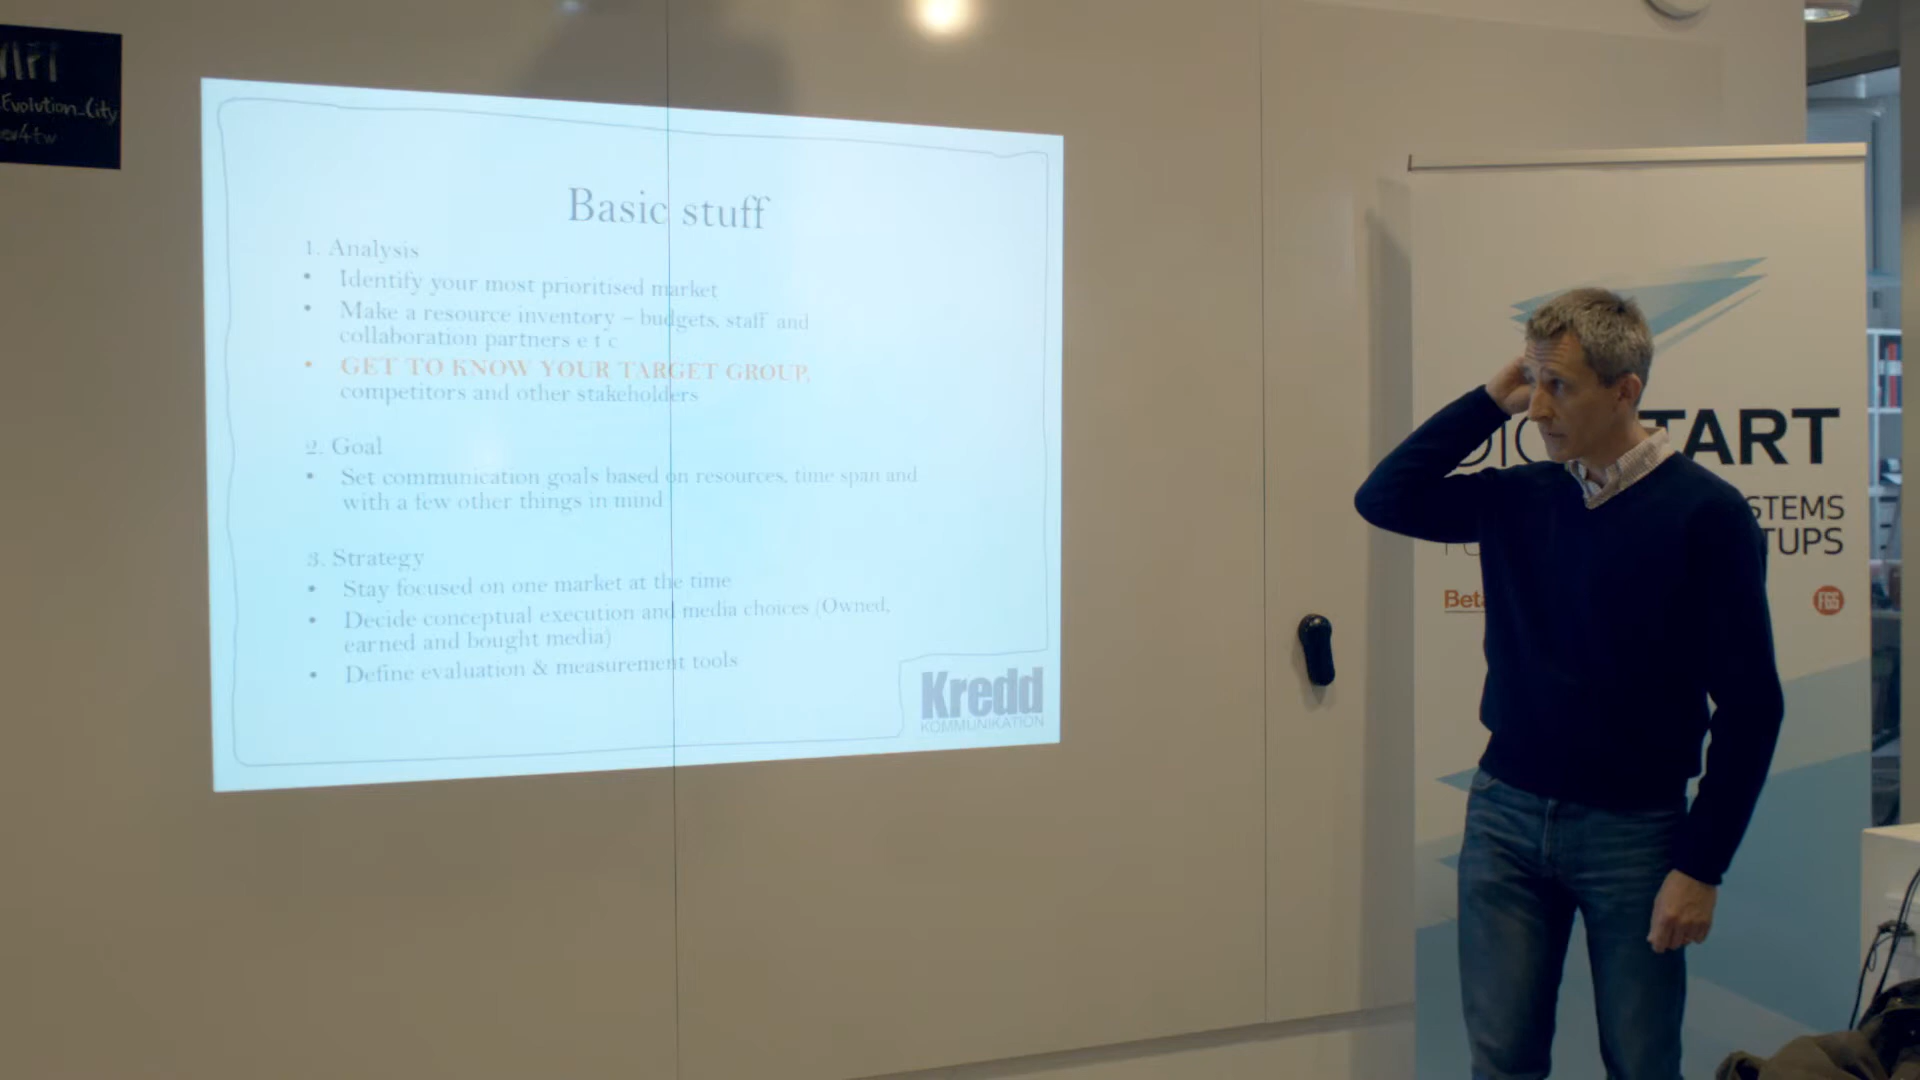 Evolution_City
Basic stuff
1. Analysis
• Identify your most prioritised market
• Make a resource inventory – budgets, staff and
collaboration partners e t c
• GET TO KNOW YOUR TARGET GROUP,
competitors and other stakeholders
2. Goal
• Set communication goals based on resources, time span and
with a few other things in mind
3. Strategy
• Stay focused on one market at the time
• Decide conceptual execution and media choices (Owned,
earned and bought media)
• Define evaluation & measurement tools
Kredd
KOMMUNIKATION
TART
STEMS
TUPS
Beta
FGS